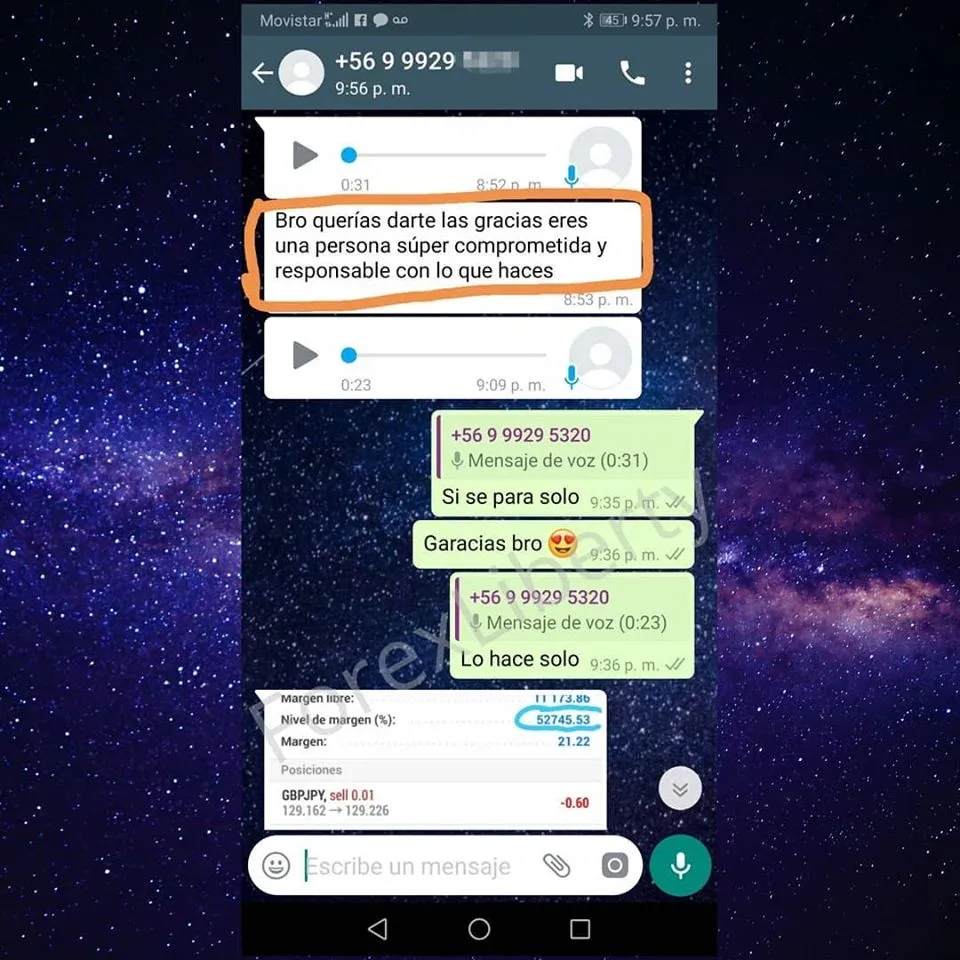 Movistar 45 9:57 p. m.
+56 9 9929
9:56 p. m.
0:31 8:52 p. m.
Bro querías darte las gracias eres
una persona súper comprometida y
responsable con lo que haces
8:53 p. m.
0:23 9:09 p. m.
+56 9 9929 5320
Mensaje de voz (0:31)
Si se para solo 9:35 p. m.
Garacias bro 9:36 p. m.
+56 9 9929 5320
Mensaje de voz (0:23)
Lo hace solo 9:36 p. m.
ForexLiberty
Margen libre: 11 173.86
Nivel de margen (%): 52745.53
Margen: 21.22
Posiciones
GBPJPY, sell 0.01
129.162 → 129.226 -0.60
Escribe un mensaje